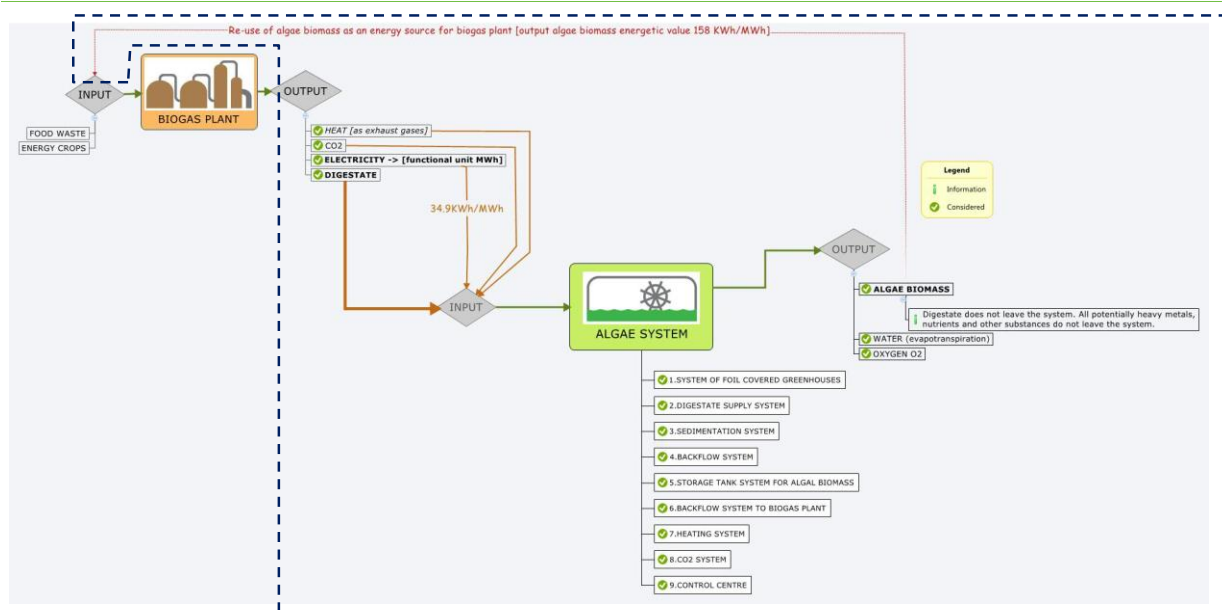 Re-use of algae biomass as an energy source for biogas plant [output algae biomass energetic value 158 KWh/MWh]
INPUT
BIOGAS PLANT
OUTPUT
FOOD WASTE
ENERGY CROPS
HEAT [as exhaust gases]
CO2
ELECTRICITY -> [functional unit MWh]
DIGESTATE
34.9KWh/MWh
Legend
Information
Considered
INPUT
ALGAE SYSTEM
OUTPUT
ALGAE BIOMASS
Digestate does not leave the system. All potentially heavy metals,
nutrients and other substances do not leave the system.
WATER (evapotranspiration)
OXYGEN O2
1.SYSTEM OF FOIL COVERED GREENHOUSES
2.DIGESTATE SUPPLY SYSTEM
3.SEDIMENTATION SYSTEM
4.BACKFLOW SYSTEM
5.STORAGE TANK SYSTEM FOR ALGAL BIOMASS
6.BACKFLOW SYSTEM TO BIOGAS PLANT
7.HEATING SYSTEM
8.CO2 SYSTEM
9.CONTROL CENTRE